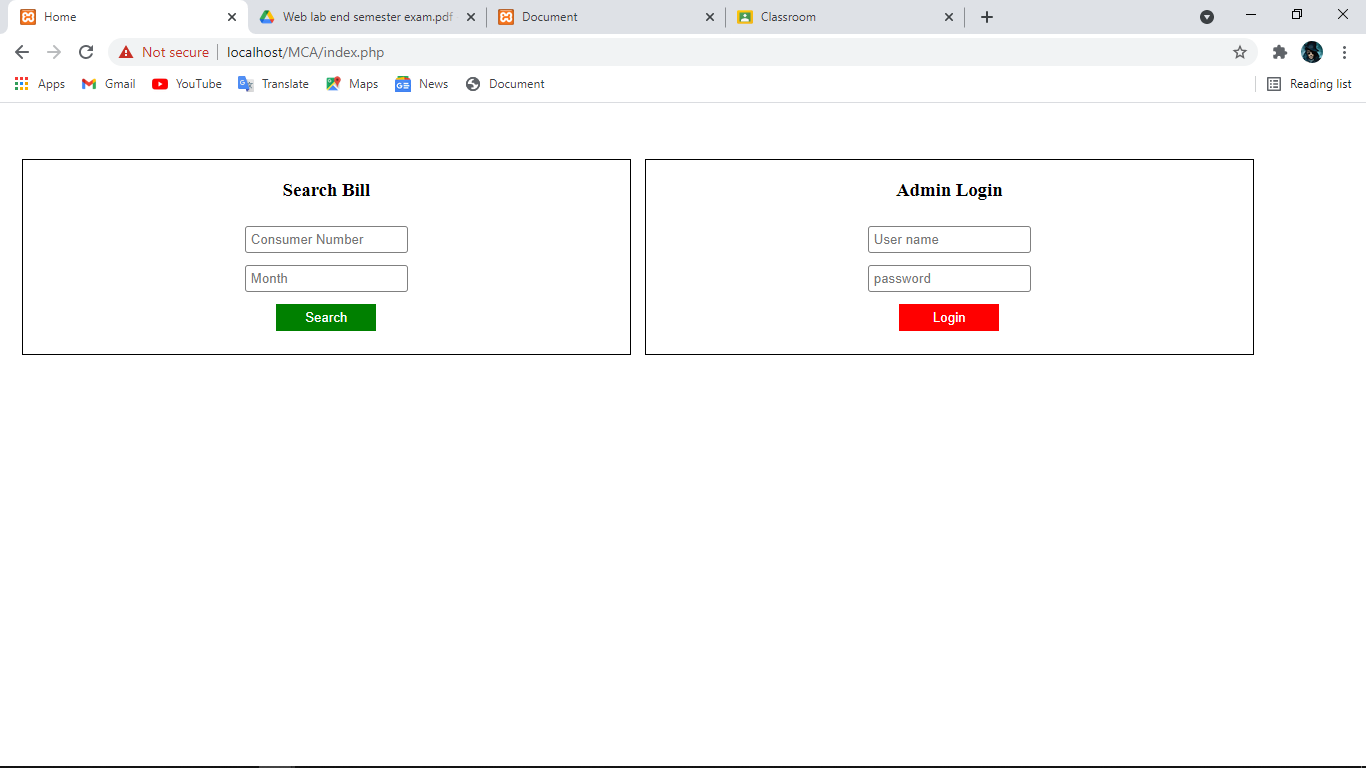 Home
Web lab end semester exam.pdf
Document
Classroom
Not secure
localhost/MCA/index.php
Apps
Gmail
YouTube
Translate
Maps
News
Document
Reading list
Search Bill
Consumer Number
Month
Search
Admin Login
User name
password
Login